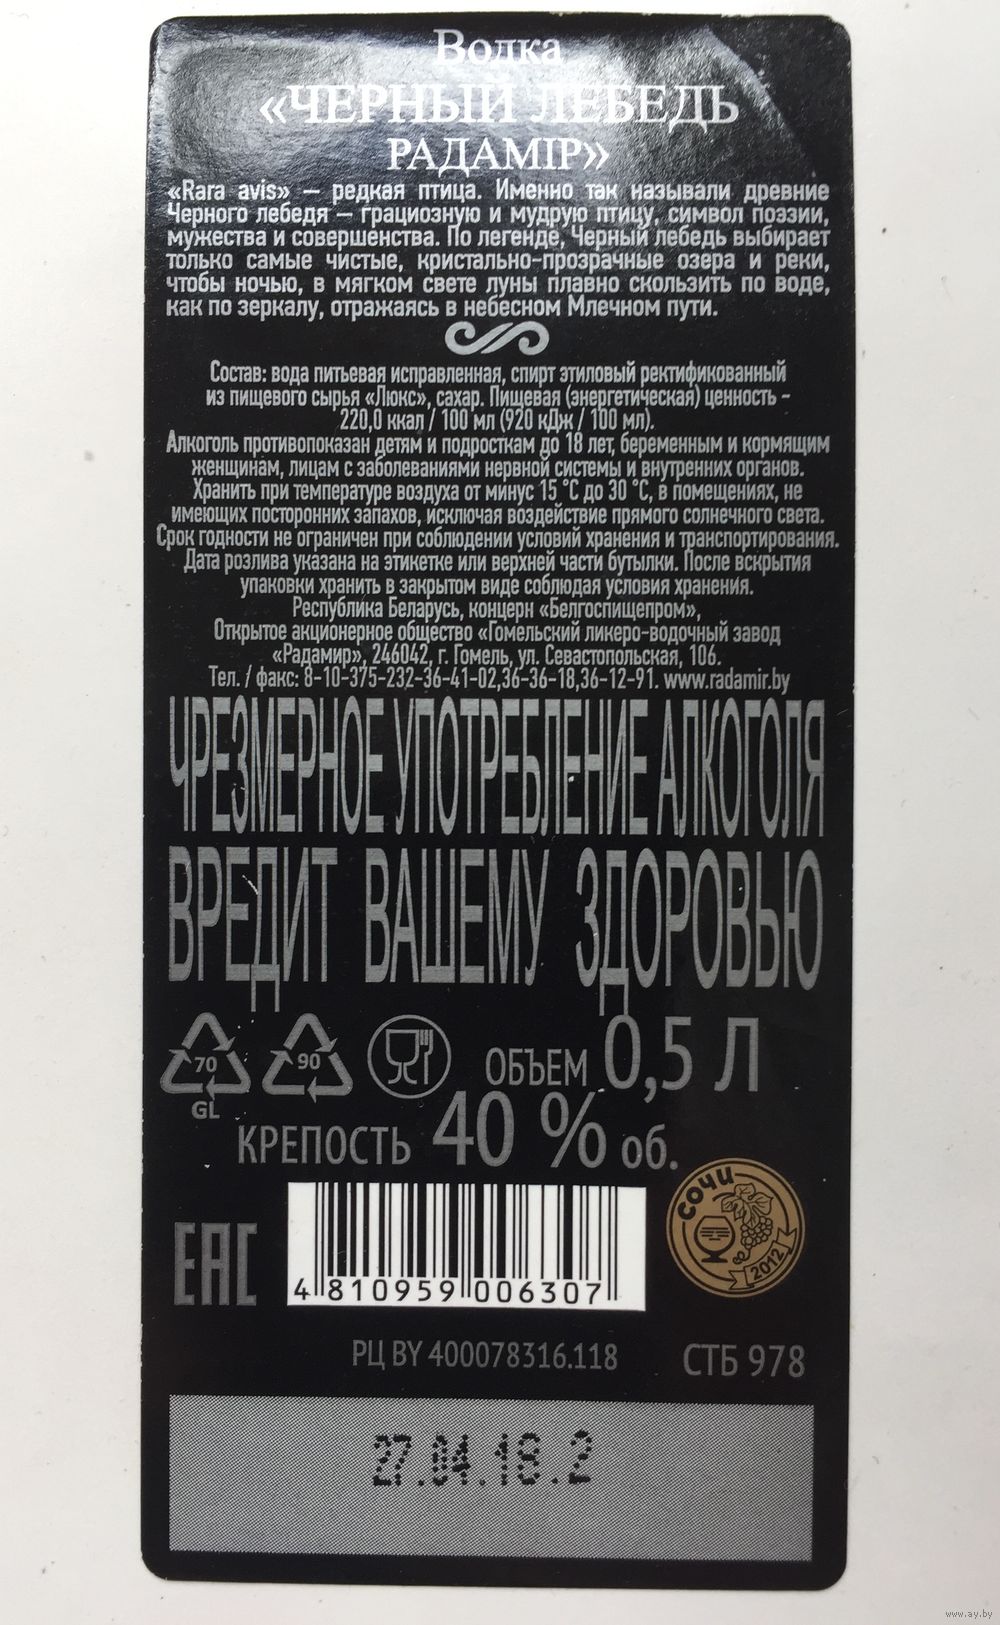 Водка
«ЧЕРНЫЙ ЛЕБЕДЬ
РАДАМIР»
«Rara avis» – редкая птица. Именно так называли древние
Черного лебедя – грациозную и мудрую птицу, символ поэзии,
мужества и совершенства. По легенде, Черный лебедь выбирает
только самые чистые, кристально-прозрачные озера и реки,
чтобы ночью, в мягком свете луны плавно скользить по воде,
как по зеркалу, отражаясь в небесном Млечном пути.
Состав: вода питьевая исправленная, спирт этиловый ректификованный
из пищевого сырья «Люкс», сахар. Пищевая (энергетическая) ценность -
220,0 ккал / 100 мл (920 кДж / 100 мл).
Алкоголь противопоказан детям и подросткам до 18 лет, беременным и кормящим
женщинам, лицам с заболеваниями нервной системы и внутренних органов.
Хранить при температуре воздуха от минус 15 °С до 30 °С, в помещениях, не
имеющих посторонних запахов, исключая воздействие прямого солнечного света.
Срок годности не ограничен при соблюдении условий хранения и транспортирования.
Дата розлива указана на этикетке или верхней части бутылки. После вскрытия
упаковки хранить в закрытом виде соблюдая условия хранения.
Республика Беларусь, концерн «Белгоспищепром»,
Открытое акционерное общество «Гомельский ликеро-водочный завод
«Радамир», 246042, г. Гомель, ул. Севастопольская, 106.
Тел. / факс: 8-10-375-232-36-41-02,36-36-18,36-12-91. www.radamir.by
ЧРЕЗМЕРНОЕ УПОТРЕБЛЕНИЕ АЛКОГОЛЯ
ВРЕДИТ ВАШЕМУ ЗДОРОВЬЮ
70
GL
90
ОБЪЕМ 0,5 Л
КРЕПОСТЬ 40 % об.
СОЧИ
2012
EAC
4 810959 006307
РЦ BY 400078316.118
СТБ 978
27.04.18.2
www.ay.by